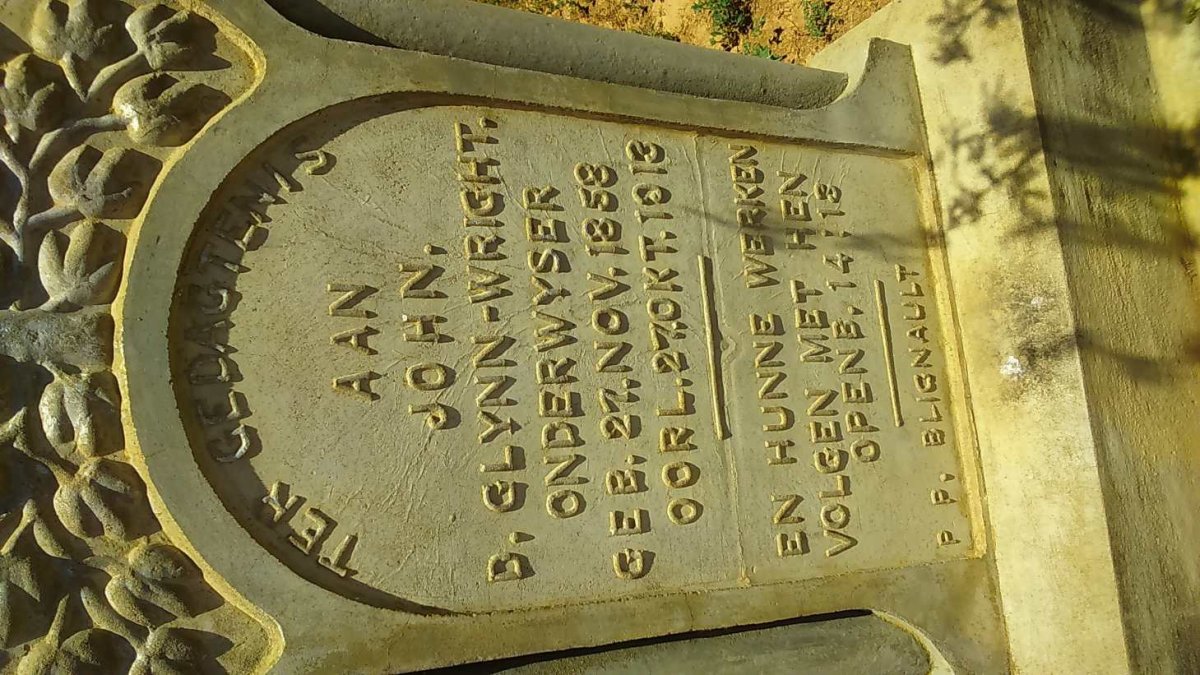 TER GEDAGTENIS
AAN
JOHN.
B. GLYNN-WRIGHT.
ONDERWYSER
GEB. 27. NOV. 1858
OORL. 27. OKT. 1913
EN HUNNE WERKEN
VOLGEN MET HEN
OPENB. 14.18
P. P. BLIGNAULT